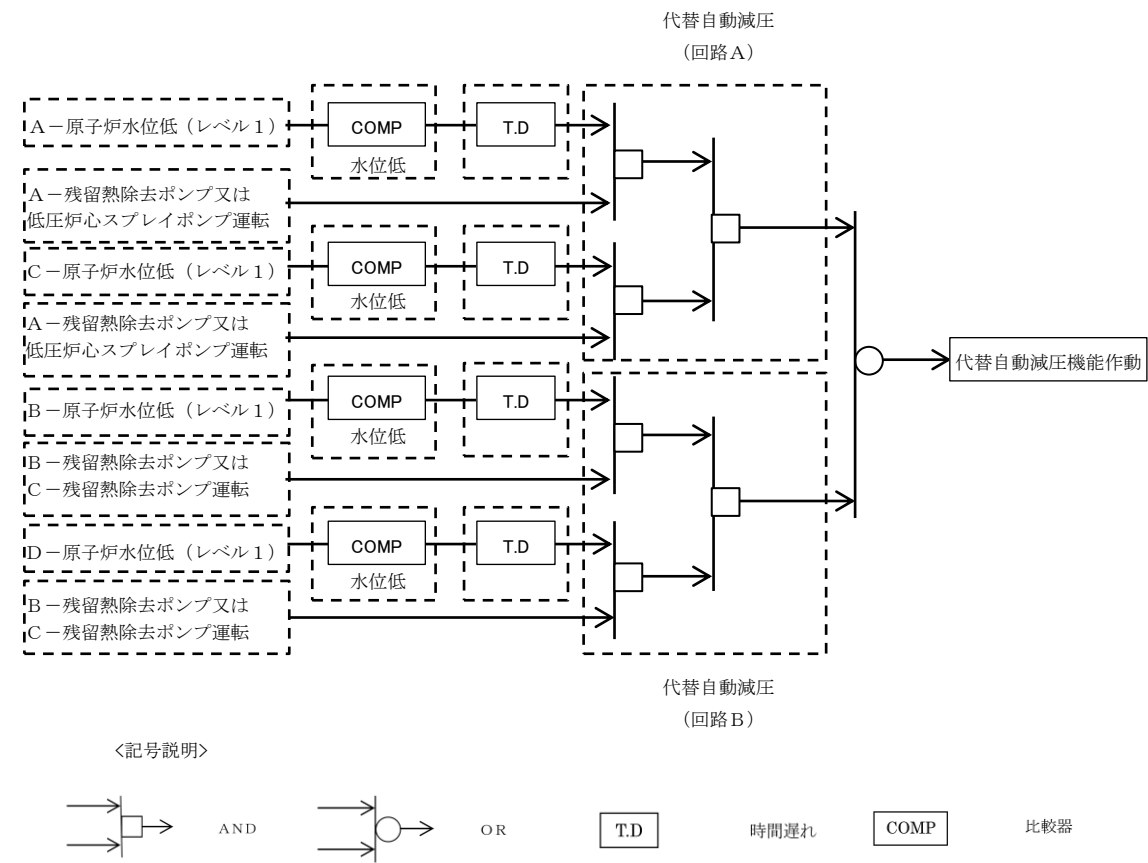 代替自動減圧
(回路A)
A－原子炉水位低（レベル１）
COMP
T.D
水位低
A－残留熱除去ポンプ又は
低圧炉心スプレイポンプ運転
C－原子炉水位低（レベル１）
COMP
T.D
水位低
A－残留熱除去ポンプ又は
低圧炉心スプレイポンプ運転
代替自動減圧機能作動
B－原子炉水位低（レベル１）
COMP
T.D
水位低
B－残留熱除去ポンプ又は
C－残留熱除去ポンプ運転
D－原子炉水位低（レベル１）
COMP
T.D
水位低
B－残留熱除去ポンプ又は
C－残留熱除去ポンプ運転
代替自動減圧
(回路B)
<記号説明>
AND
OR
T.D
時間遅れ
COMP
比較器